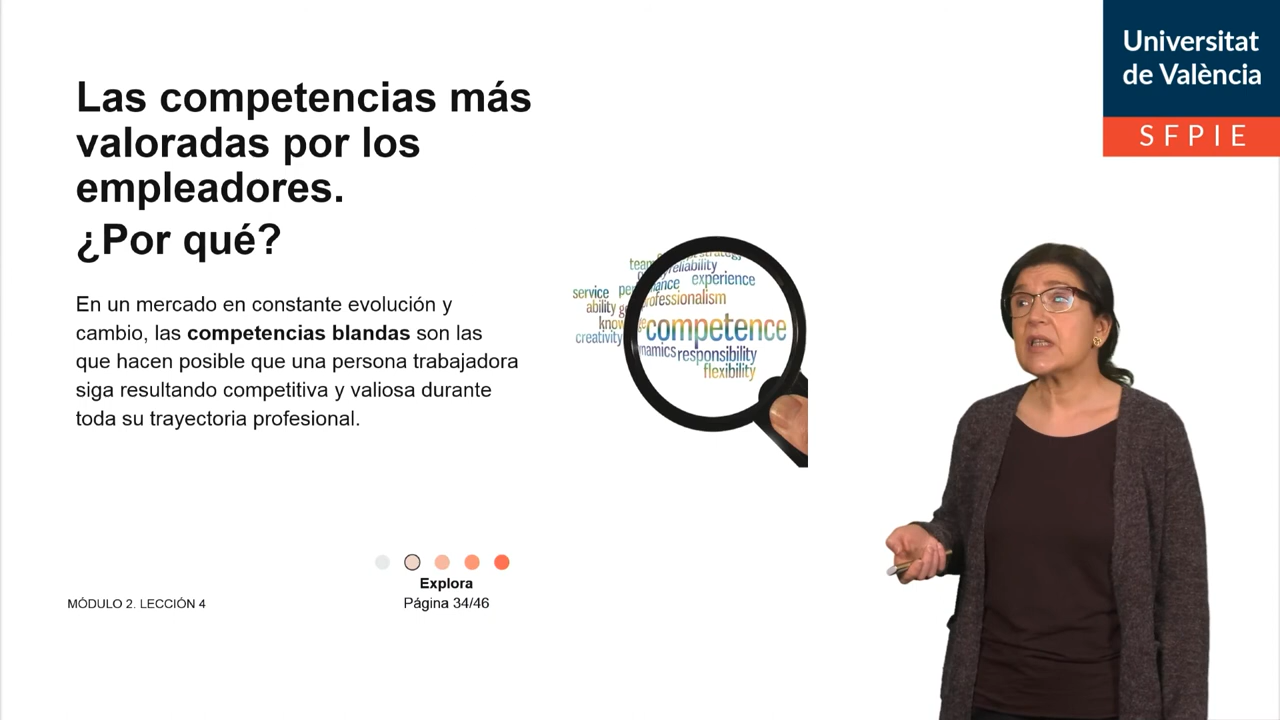 Universitat
de València
SFPIE
Las competencias más
valoradas por los
empleadores.
¿Por qué?
En un mercado en constante evolución y
cambio, las competencias blandas son las
que hacen posible que una persona trabajadora
siga resultando competitiva y valiosa durante
toda su trayectoria profesional.
strategy
team
reliability
experience
service
professionalism
ability
competence
creativity
responsibility
flexibility
Explora
Página 34/46
MÓDULO 2. LECCIÓN 4